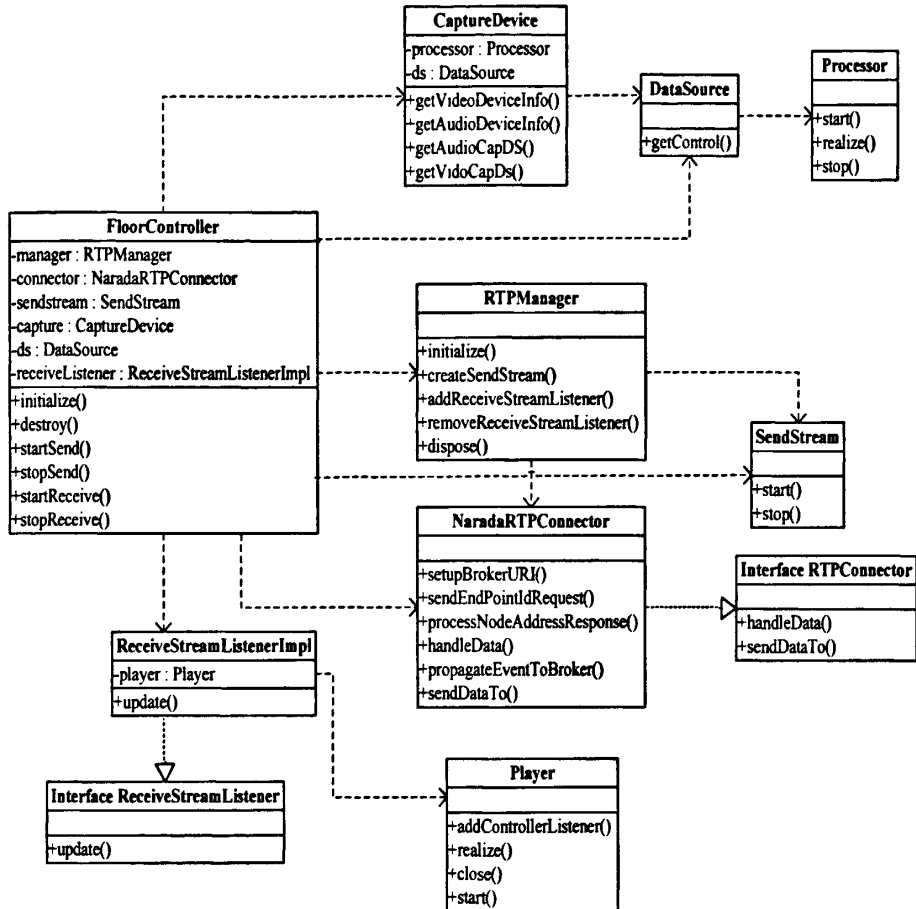 CaptureDevice
-processor : Processor
-ds : DataSource
+getVideoDeviceInfo()
+getAudioDeviceInfo()
+getAudioCapDS()
+getVidoCapDs()
DataSource
+getControl()
Processor
+start()
+realize()
+stop()
FloorController
-manager : RTPManager
-connector : NaradaRTPConnector
-sendstream : SendStream
-capture : CaptureDevice
-ds : DataSource
-receiveListener : ReceiveStreamListenerImpl
+initialize()
+destroy()
+startSend()
+stopSend()
+startReceive()
+stopReceive()
RTPManager
+initialize()
+createSendStream()
+addReceiveStreamListener()
+removeReceiveStreamListener()
+dispose()
SendStream
+start()
+stop()
NaradaRTPConnector
+setupBrokerURI()
+sendEndPointIdRequest()
+processNodeAddressResponse()
+handleData()
+propagateEventToBroker()
+sendDataTo()
Interface RTPConnector
+handleData()
+sendDataTo()
ReceiveStreamListenerImpl
-player : Player
+update()
Interface ReceiveStreamListener
+update()
Player
+addControllerListener()
+realize()
+close()
+start()